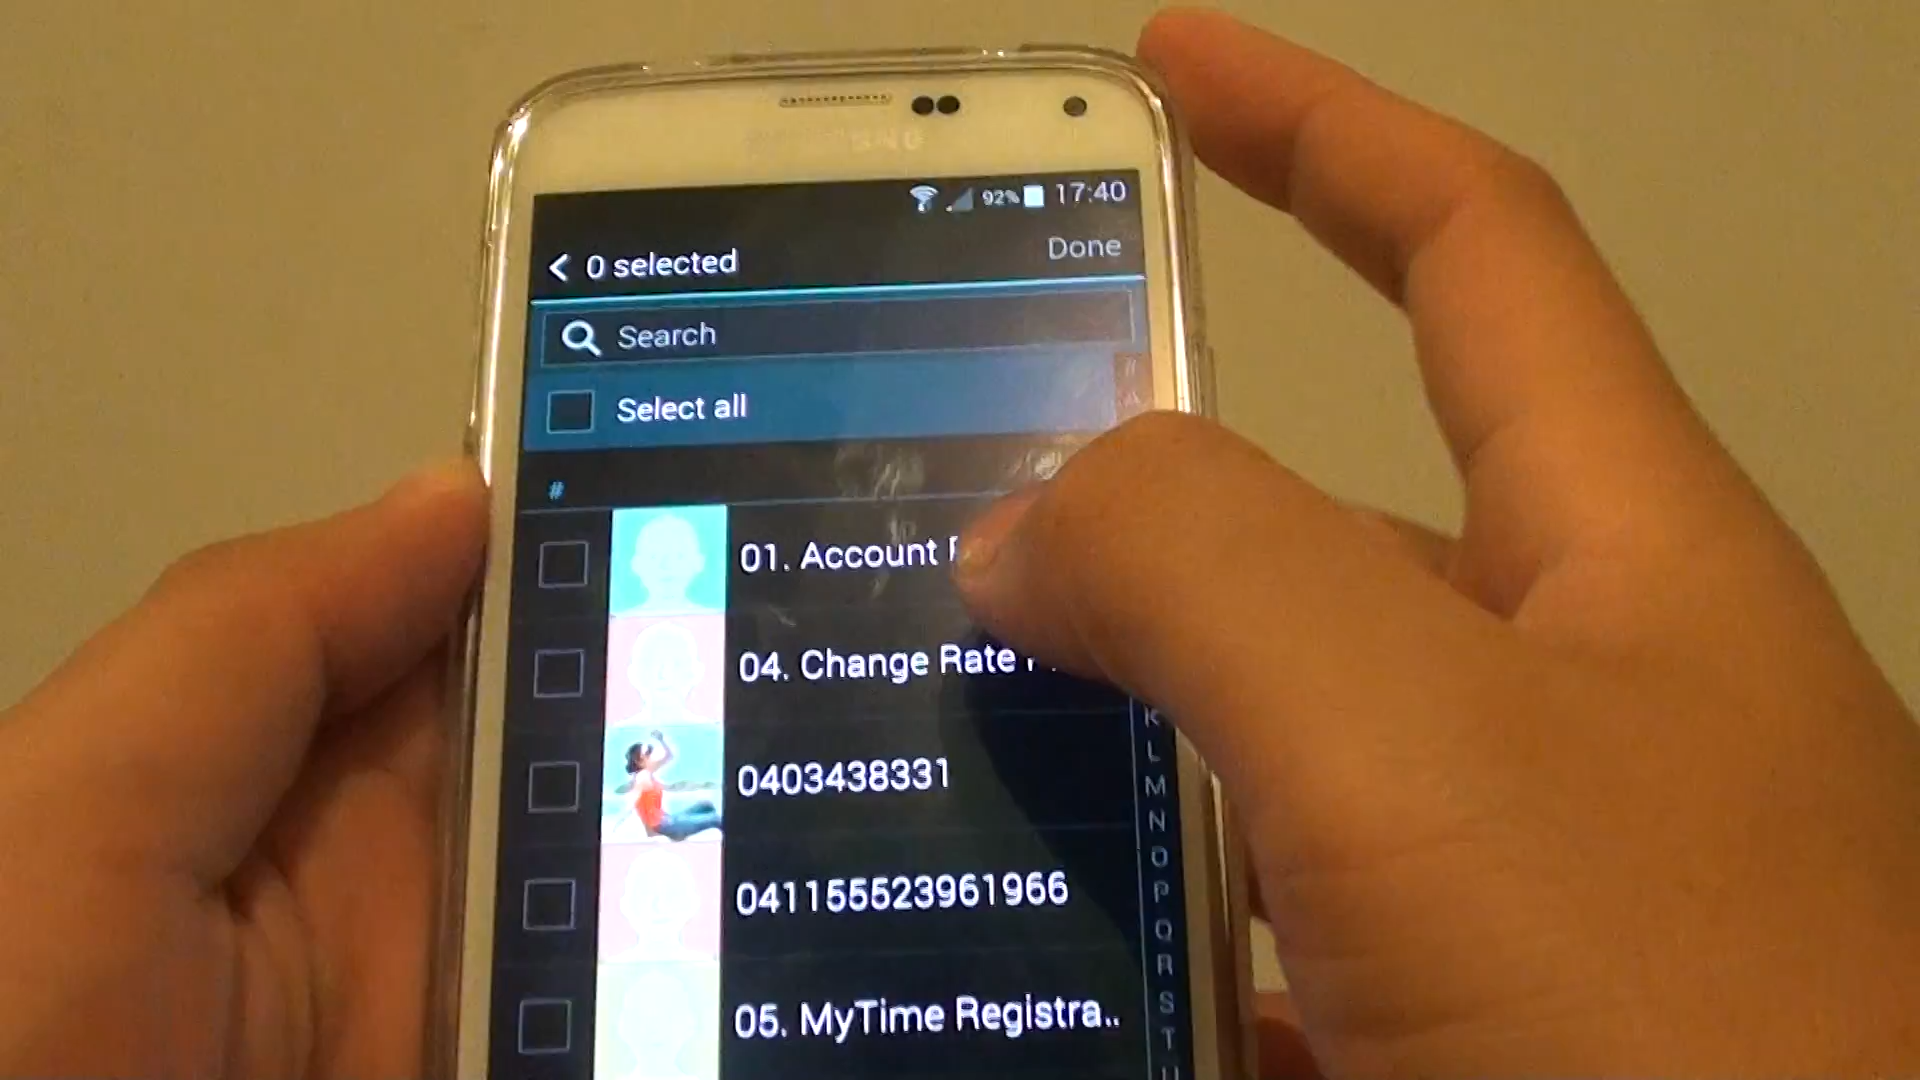 SAMSUNG
92% 17:40
0 selected
Done
Search
Select all
#
01. Account
04. Change Rate
0403438331
041155523961966
05. MyTime Registra..
#
A
K
L
M
N
O
P
Q
R
S
T
U